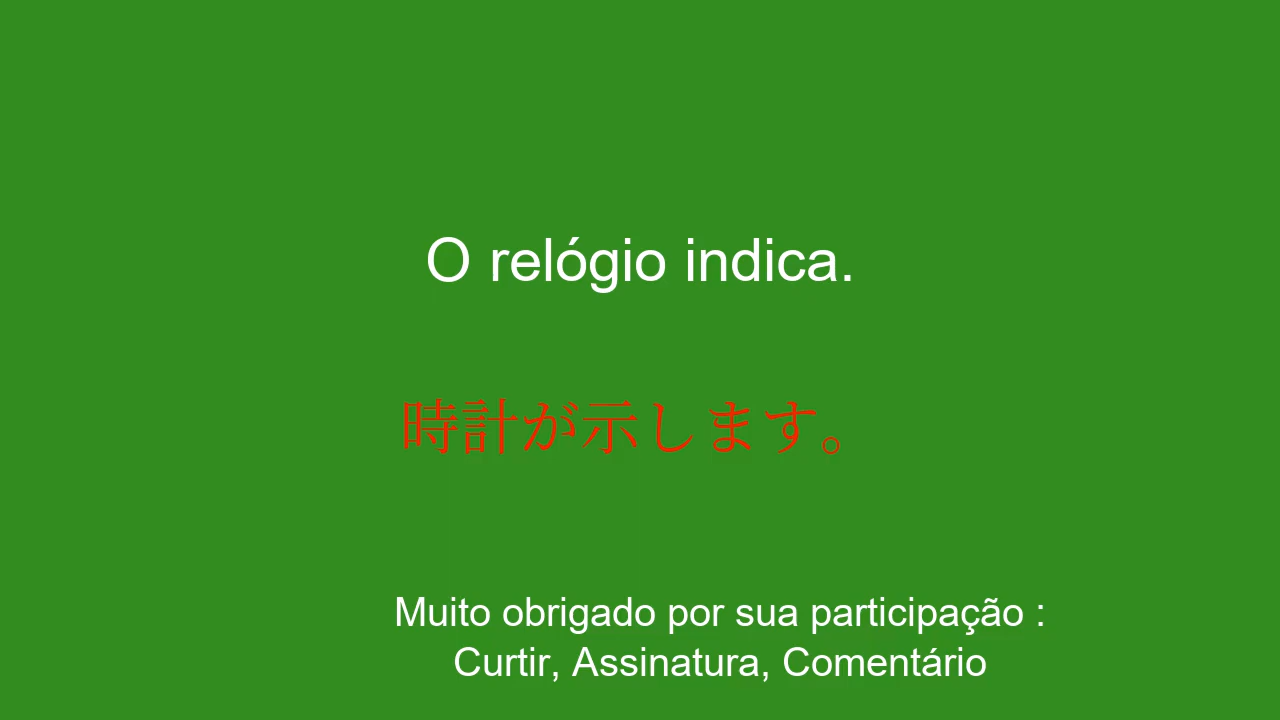 O relógio indica.
時計が示します。
Muito obrigado por sua participação :
Curtir, Assinatura, Comentário